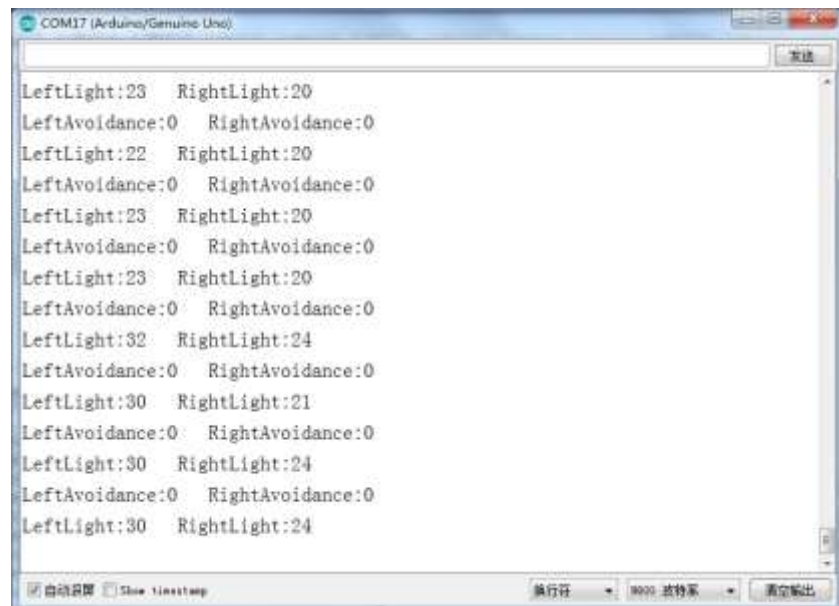 COM17 (Arduino/Genuino Uno)
发送
LeftLight:23 RightLight:20
LeftAvoidance:0 RightAvoidance:0
LeftLight:22 RightLight:20
LeftAvoidance:0 RightAvoidance:0
LeftLight:23 RightLight:20
LeftAvoidance:0 RightAvoidance:0
LeftLight:23 RightLight:20
LeftAvoidance:0 RightAvoidance:0
LeftLight:32 RightLight:24
LeftAvoidance:0 RightAvoidance:0
LeftLight:30 RightLight:21
LeftAvoidance:0 RightAvoidance:0
LeftLight:30 RightLight:24
LeftAvoidance:0 RightAvoidance:0
LeftLight:30 RightLight:24
自动滚屏 Show timestamp 换行符 9600 波特率 清空输出